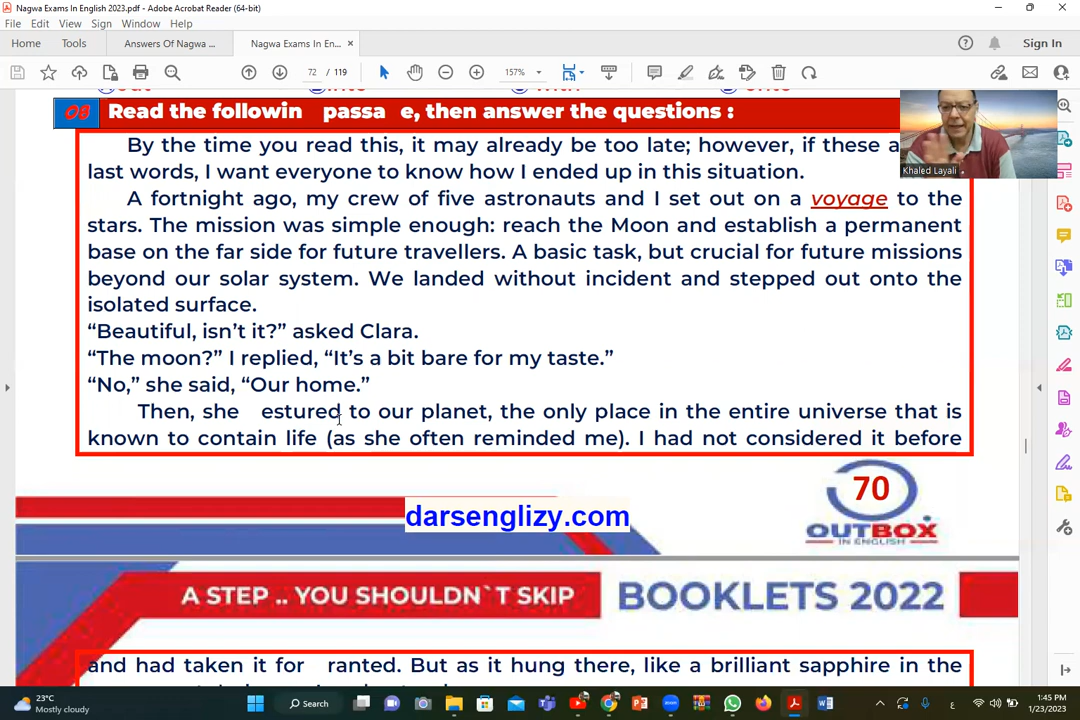 Nagwa Exams In English 2023.pdf - Adobe Acrobat Reader (64-bit)
File Edit View Sign Window Help
Home Tools Answers Of Nagwa ... Nagwa Exams In En... × Sign In
72 / 119 157%
out into with onto
03 Read the followin passa e, then answer the questions :
By the time you read this, it may already be too late; however, if these a
last words, I want everyone to know how I ended up in this situation.
Khaled Layali
A fortnight ago, my crew of five astronauts and I set out on a voyage to the
stars. The mission was simple enough: reach the Moon and establish a permanent
base on the far side for future travellers. A basic task, but crucial for future missions
beyond our solar system. We landed without incident and stepped out onto the
isolated surface.
“Beautiful, isn’t it?” asked Clara.
“The moon?” I replied, “It’s a bit bare for my taste.”
“No,” she said, “Our home.”
Then, she estured to our planet, the only place in the entire universe that is
known to contain life (as she often reminded me). I had not considered it before
70
darsenglizy.com
OUTBOX
IN ENGLISH
A STEP .. YOU SHOULDN`T SKIP BOOKLETS 2022
and had taken it for ranted. But as it hung there, like a brilliant sapphire in the
23°C
Mostly cloudy
Search
ع
1:45 PM
1/23/2023